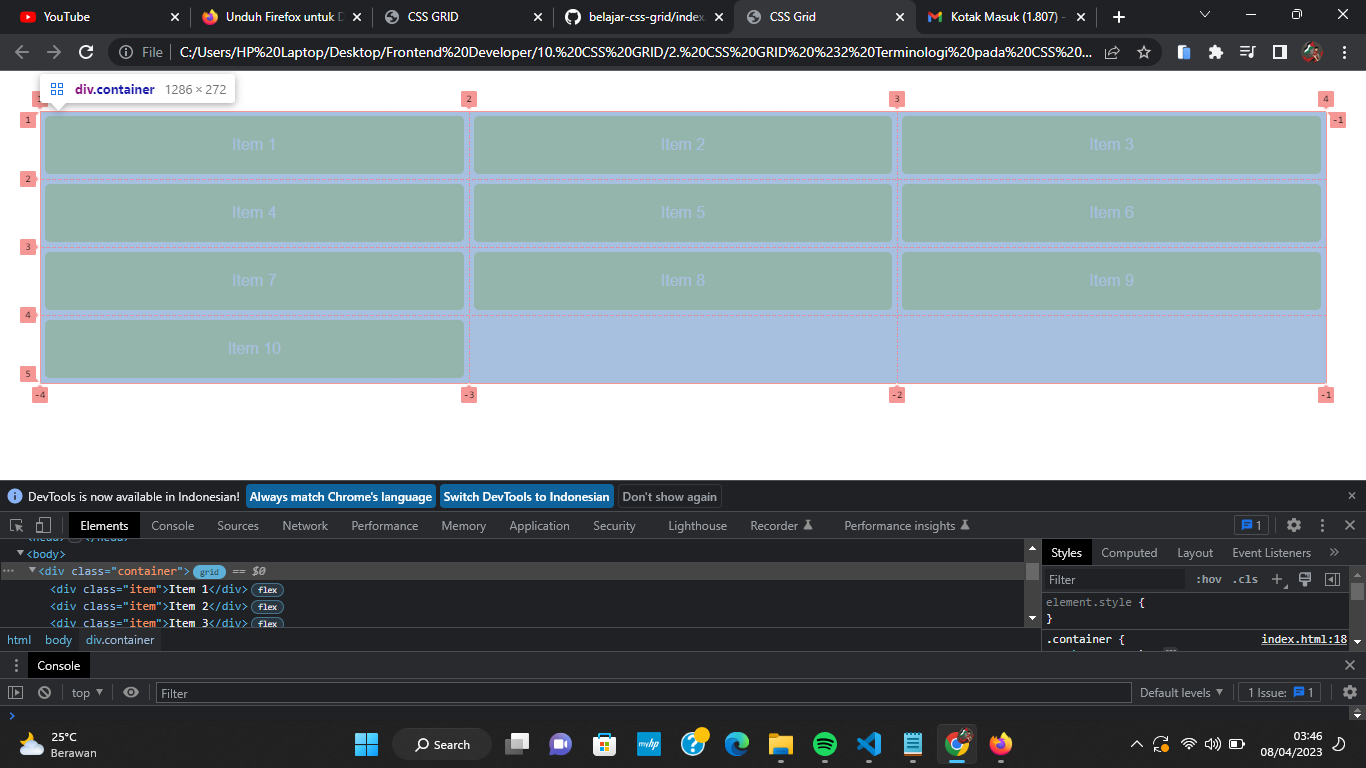 YouTube
Unduh Firefox untuk D
CSS GRID
belajar-css-grid/index.
CSS Grid
Kotak Masuk (1.807) -
File
C:/Users/HP%20Laptop/Desktop/Frontend%20Developer/10.%20CSS%20GRID/2.%20CSS%20GRID%20%232%20Terminologi%20pada%20CSS%20...
div.container 1286 × 272
2 3 4
1 -1
Item 1 Item 2 Item 3
2
Item 4 Item 5 Item 6
3
Item 7 Item 8 Item 9
4
Item 10
5
-4 -3 -2 -1
DevTools is now available in Indonesian! Always match Chrome's language Switch DevTools to Indonesian Don't show again
Elements Console Sources Network Performance Memory Application Security Lighthouse Recorder Performance insights 1
<body>
<div class="container"> grid == $0
<div class="item">Item 1</div> flex
<div class="item">Item 2</div> flex
<div class="item">Item 3</div> flex
html body div.container
Styles Computed Layout Event Listeners »
Filter :hov .cls +
element.style {
}
.container { index.html:18
Console
top ▼ Filter Default levels ▼ 1 Issue: 1
25°C
Berawan
Search
myhp
03:46
08/04/2023